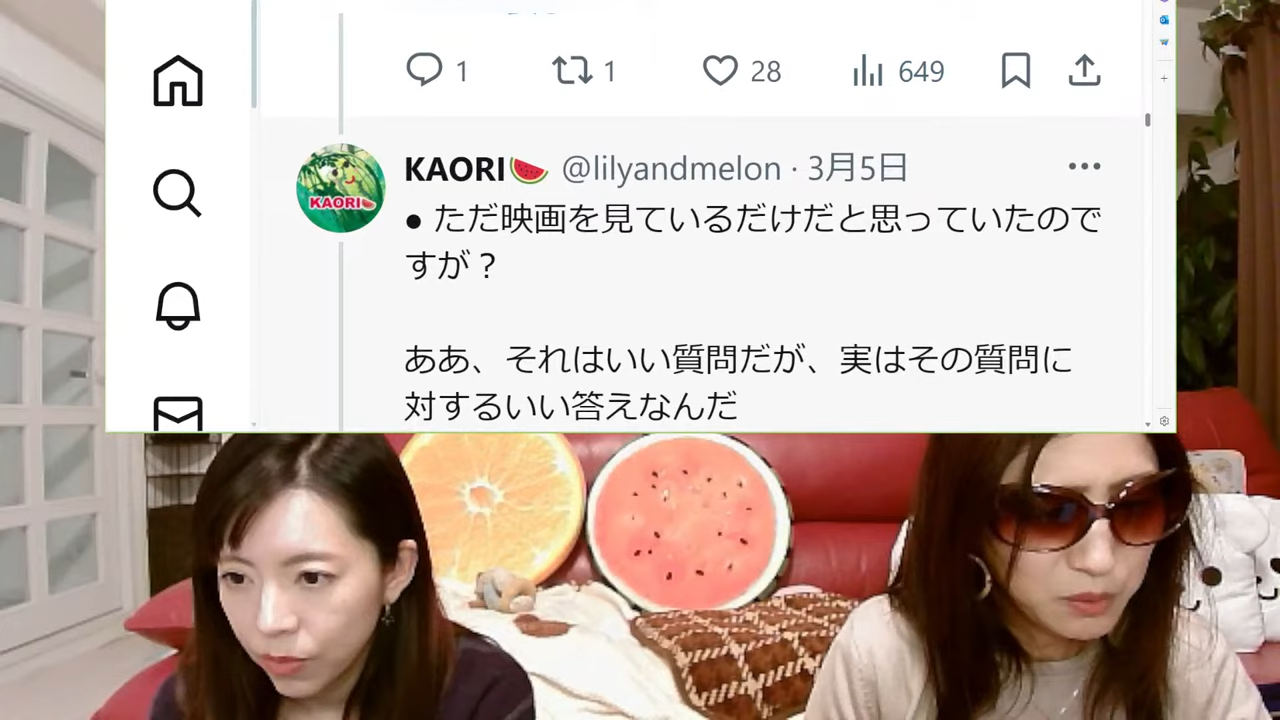 1 1 28 649
KAORI🍉 @lilyandmelon · 3月5日
● ただ映画を見ているだけだと思っていたので
すが？
ああ、それはいい質問だが、実はその質問に
対するいい答えなんだ
KAORI